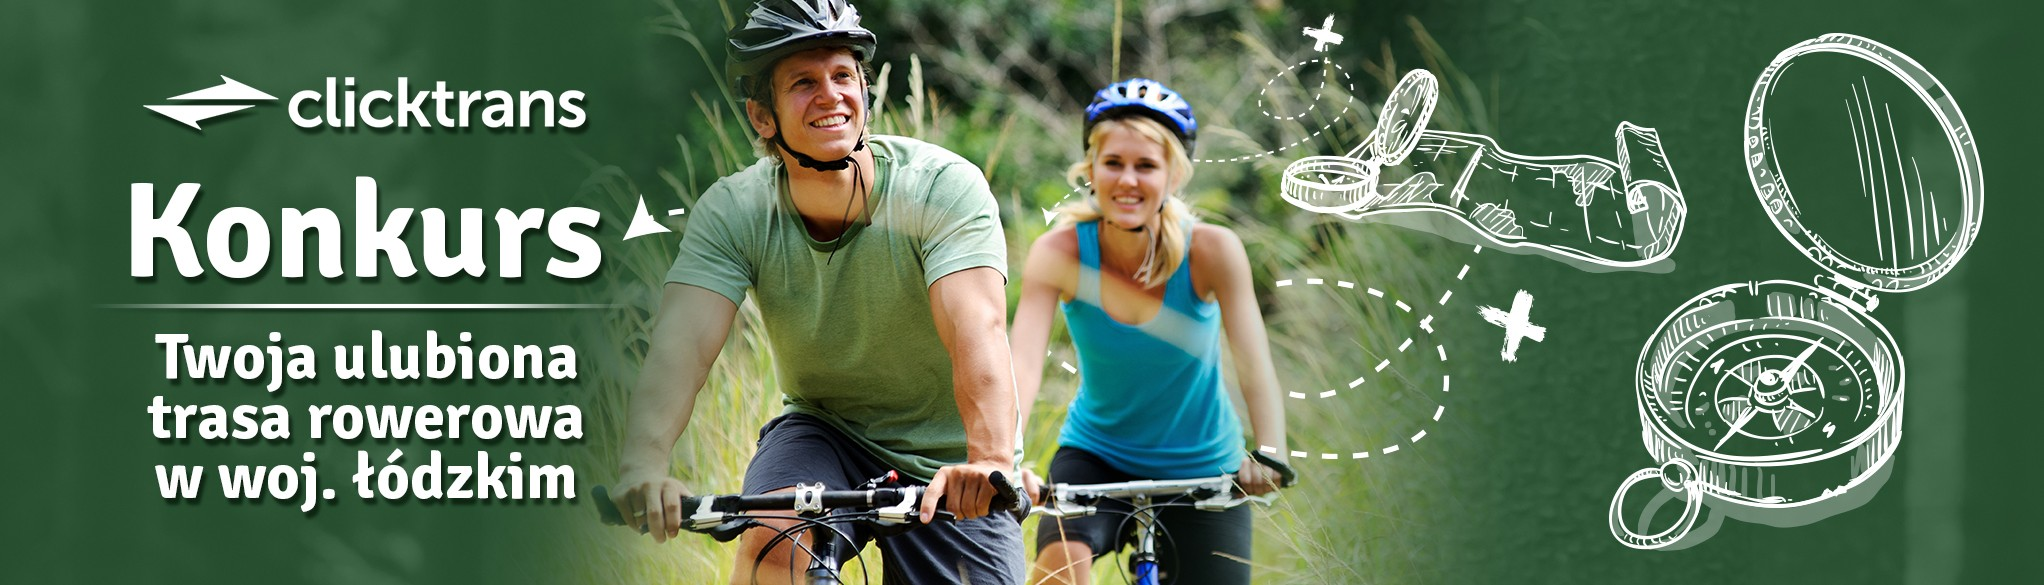 clicktrans
Konkurs
Twoja ulubiona
trasa rowerowa
w woj. łódzkim